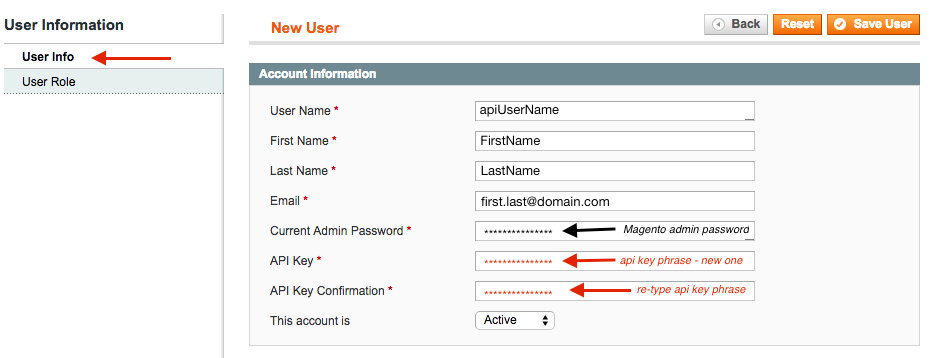 User Information
User Info
User Role
New User
Back Reset Save User
Account Information
User Name * apiUserName
First Name * FirstName
Last Name * LastName
Email * first.last@domain.com
Current Admin Password * *************** Magento admin password
API Key * *************** api key phrase - new one
API Key Confirmation * *************** re-type api key phrase
This account is Active